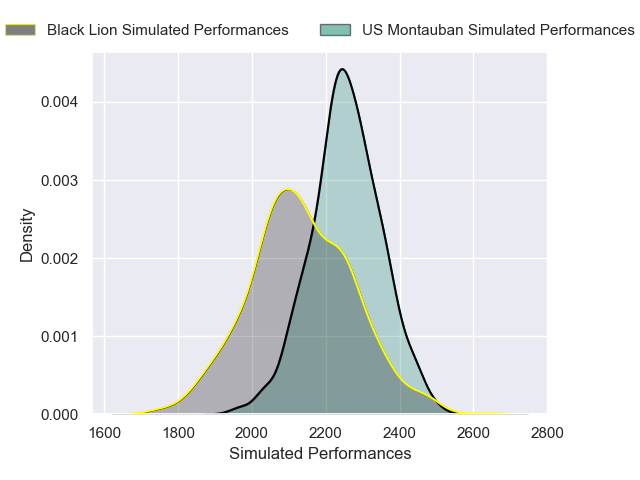 Black Lion Simulated Performances US Montauban Simulated Performances
0.004
0.003
0.002
0.001
0.000
Density
1600 1800 2000 2200 2400 2600 2800
Simulated Performances